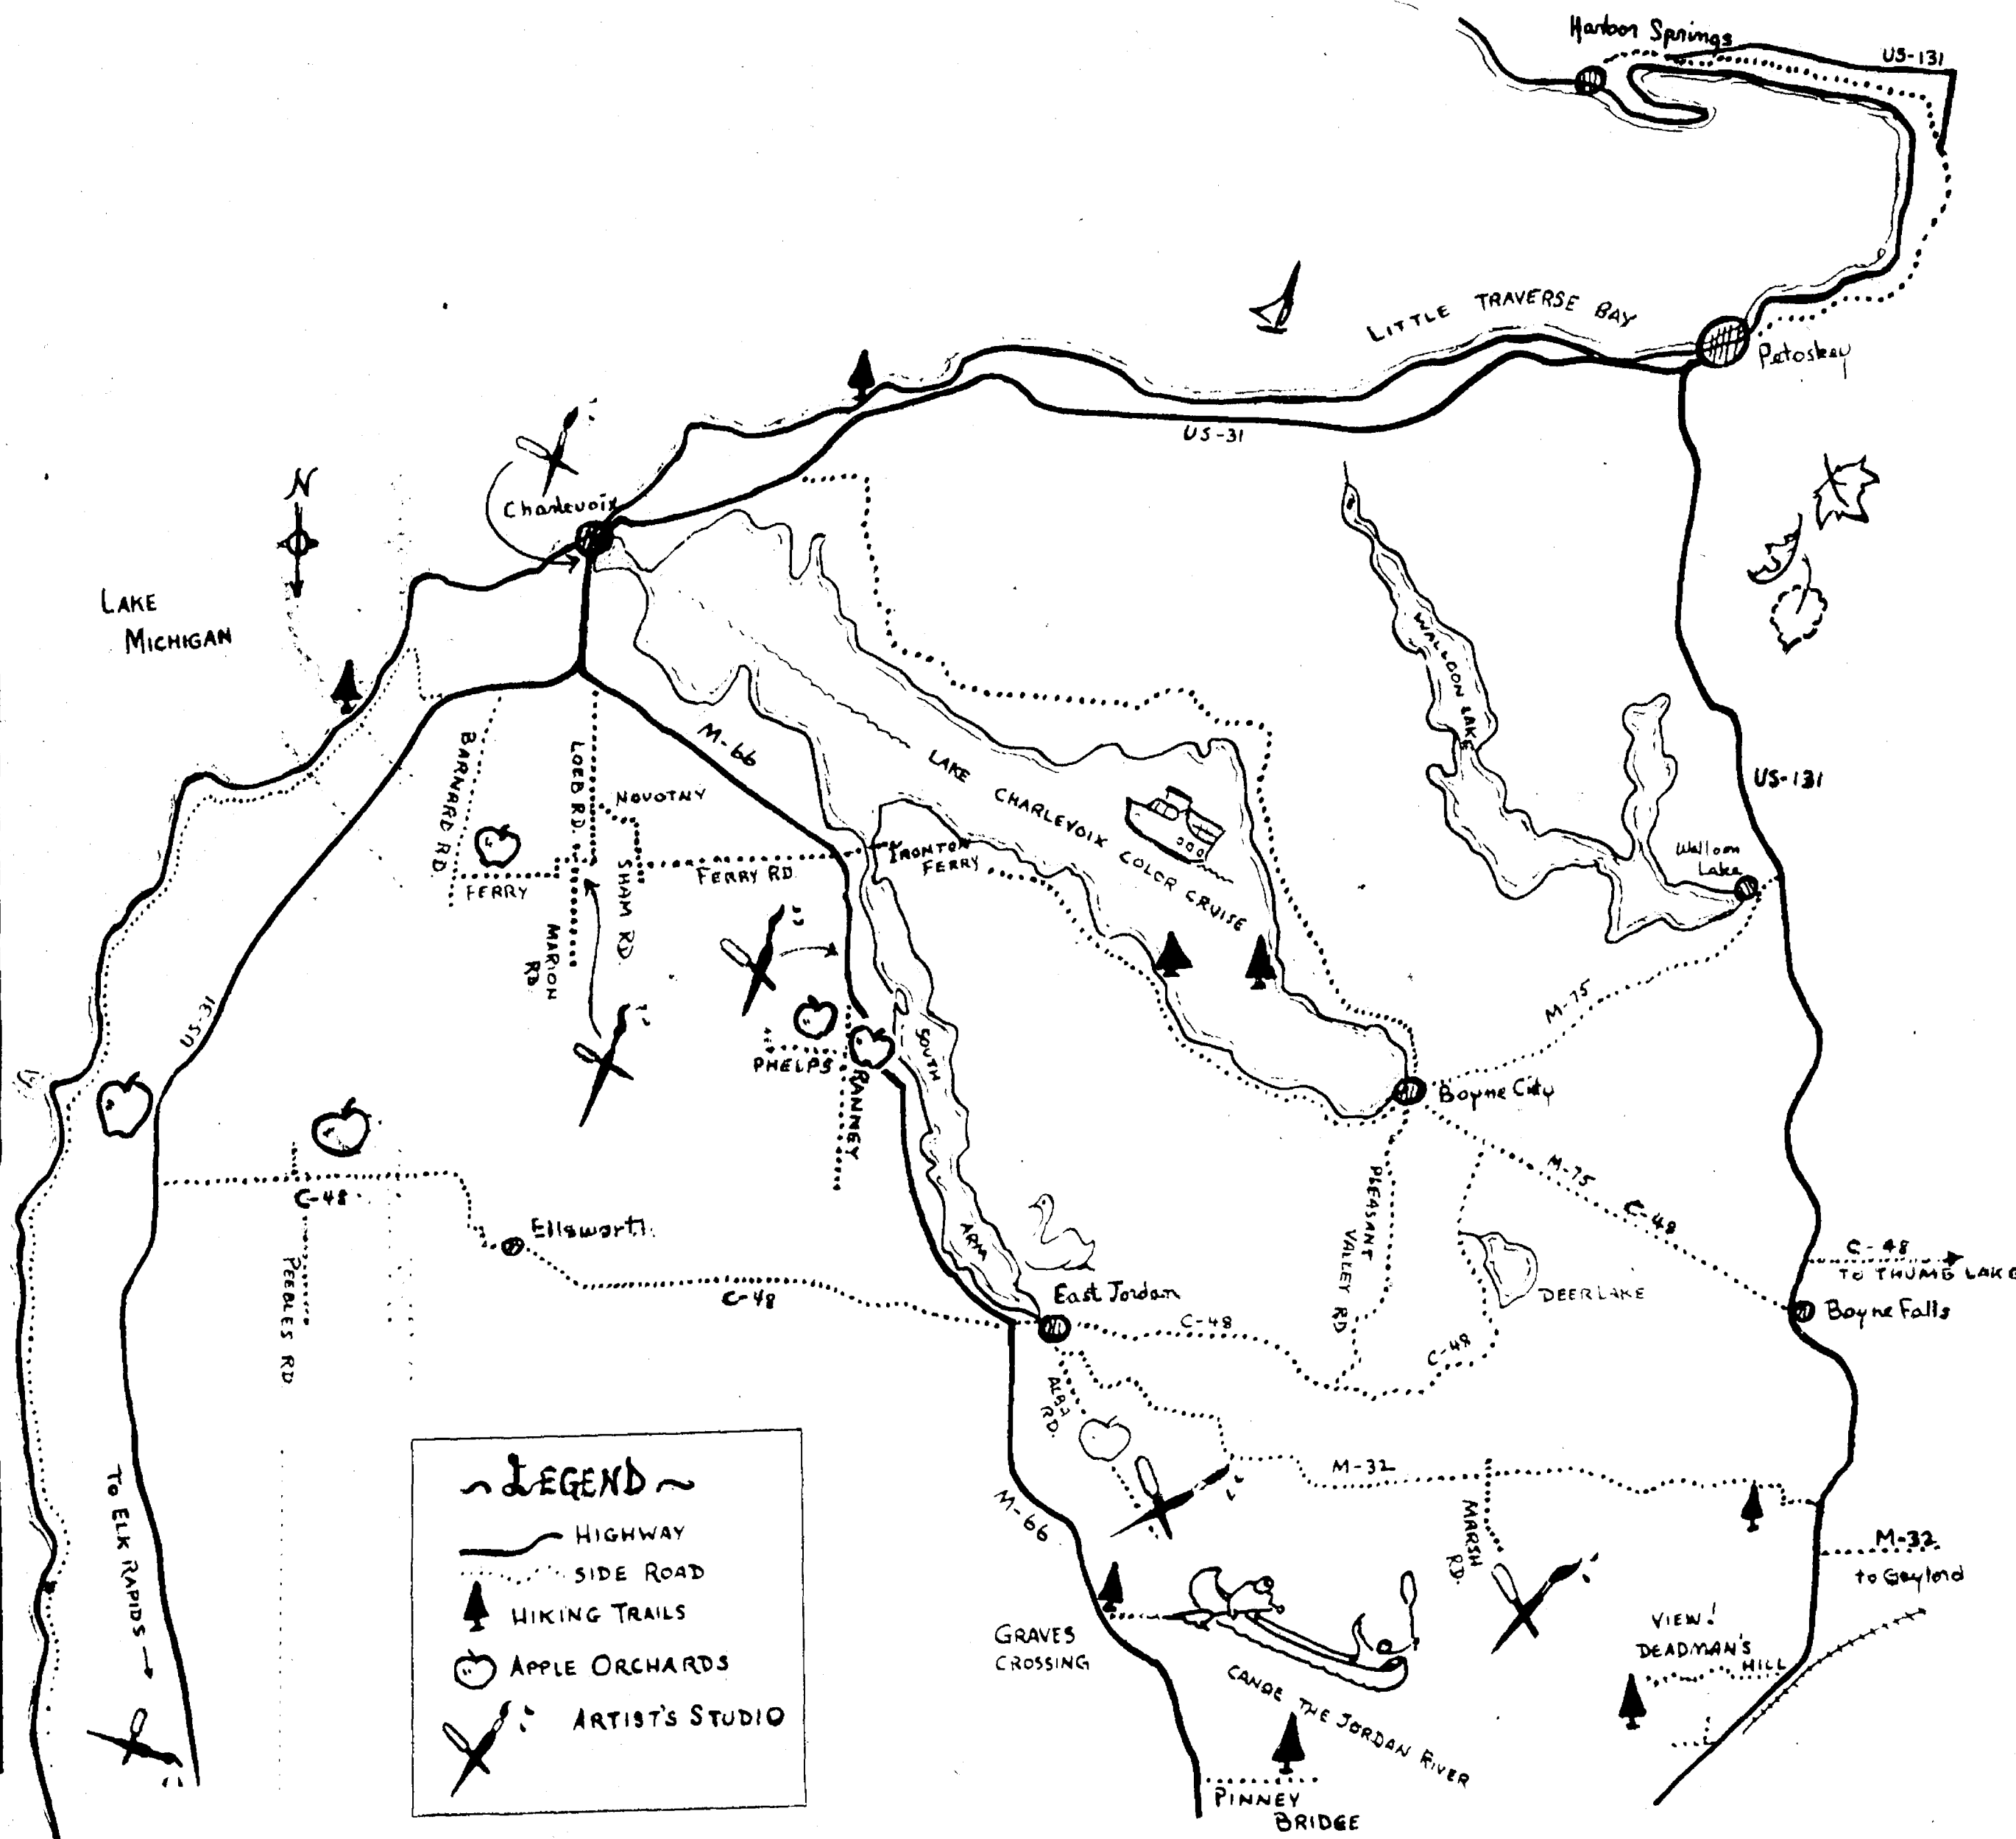 Harbor Springs
US-131
LITTLE TRAVERSE BAY
Petoskey
US-31
Charlevoix
N
LAKE
MICHIGAN
WALLOON LAKE
M-66
BARNARD RD.
LOEB RD.
NOVOTNY
LAKE CHARLEVOIX COLOR CRUISE
US-131
Walloon
Lake
IRONTON
FERRY
FERRY RD.
FERRY
SHAM RD.
MARION
RD.
US-31
M-75
SOUTH
ARM
PHELPS
RANNEY
Boyne City
M-75
C-48
PLEASANT
VALLEY RD
C-48
Ellsworth
PEEBLES RD
C-48
East Jordan
C-48
C-48
DEER LAKE
C-48
TO THUMB LAKE
Boyne Falls
ALBA
RD.
M-32
MARSH
RD.
M-66
M-32
to Gaylord
TO ELK RAPIDS
~LEGEND~
HIGHWAY
SIDE ROAD
HIKING TRAILS
APPLE ORCHARDS
ARTIST'S STUDIO
GRAVES
CROSSING
CANOE THE JORDAN RIVER
VIEW!
DEADMAN'S
HILL
PINNEY
BRIDGE